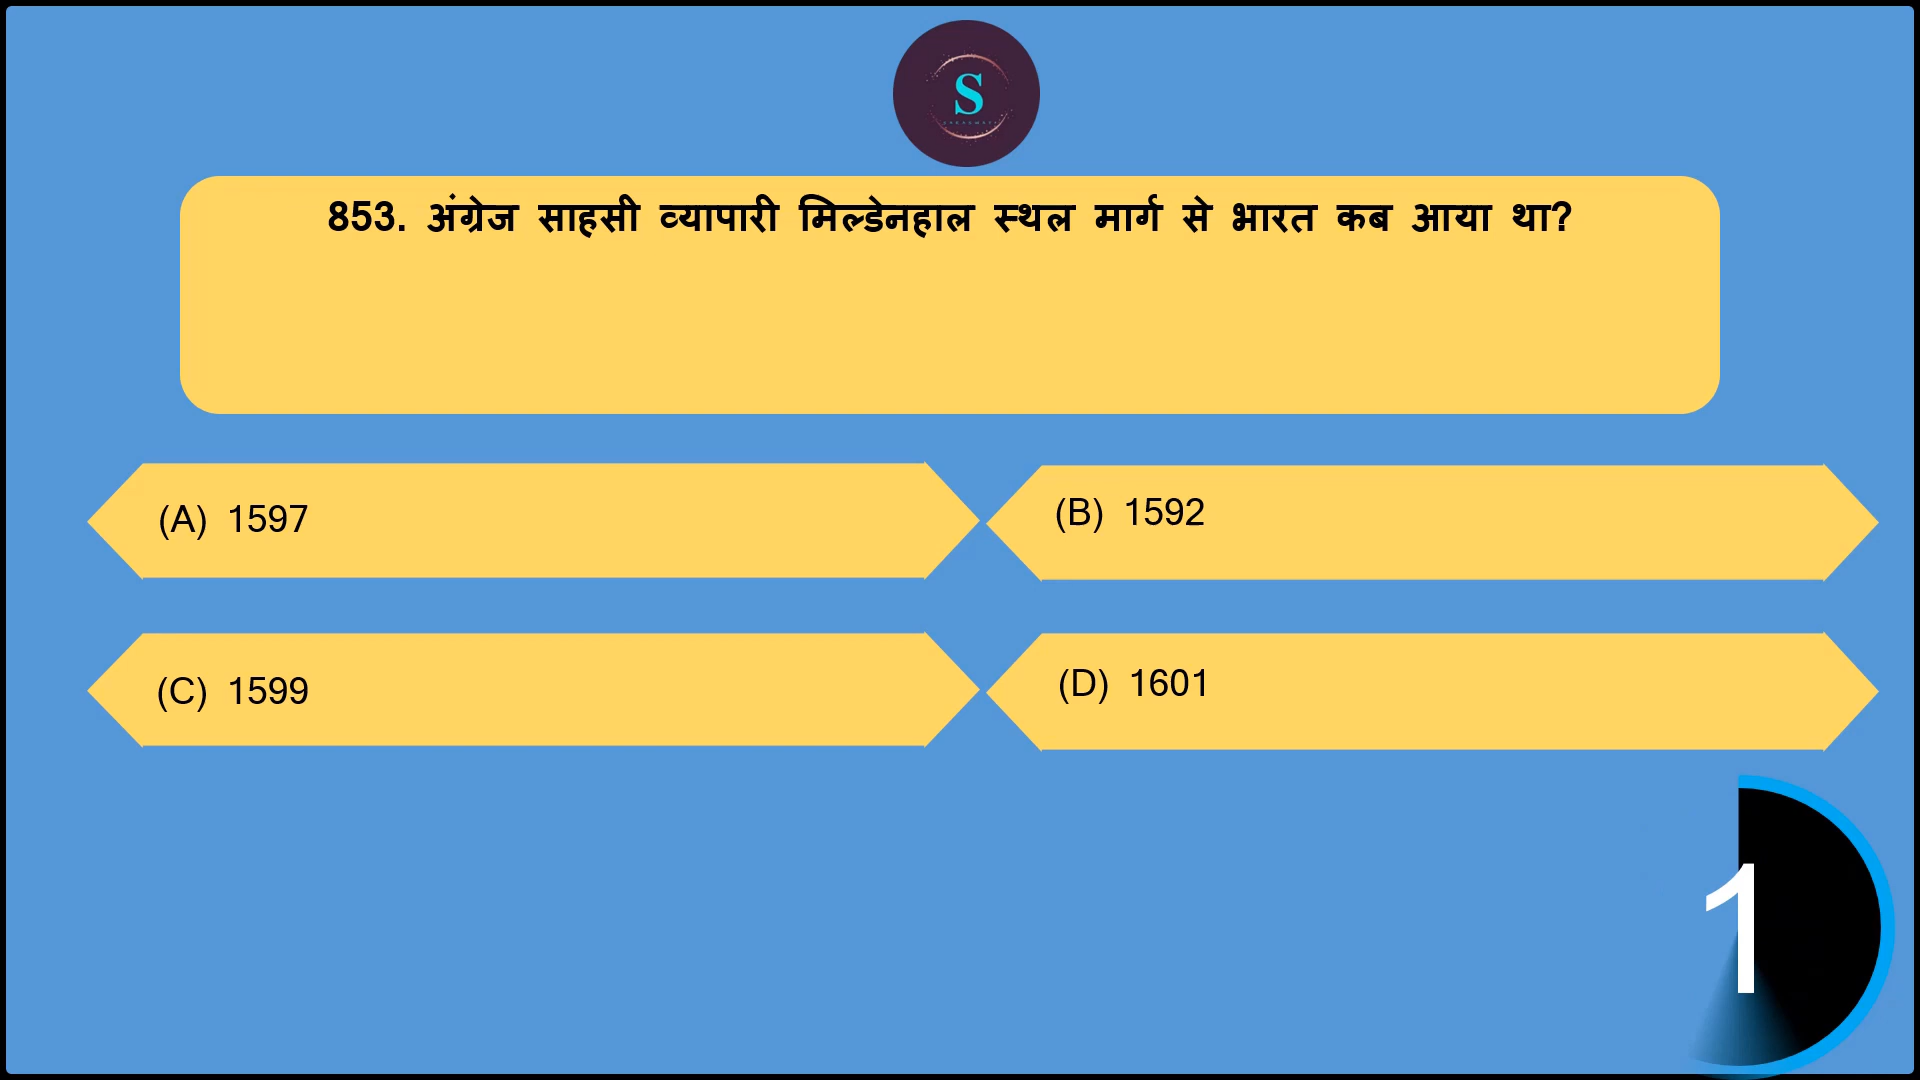 S
853. अंग्रेज साहसी व्यापारी मिल्डेनहाल स्थल मार्ग से भारत कब आया था?
(A) 1597
(B) 1592
(C) 1599
(D) 1601
1